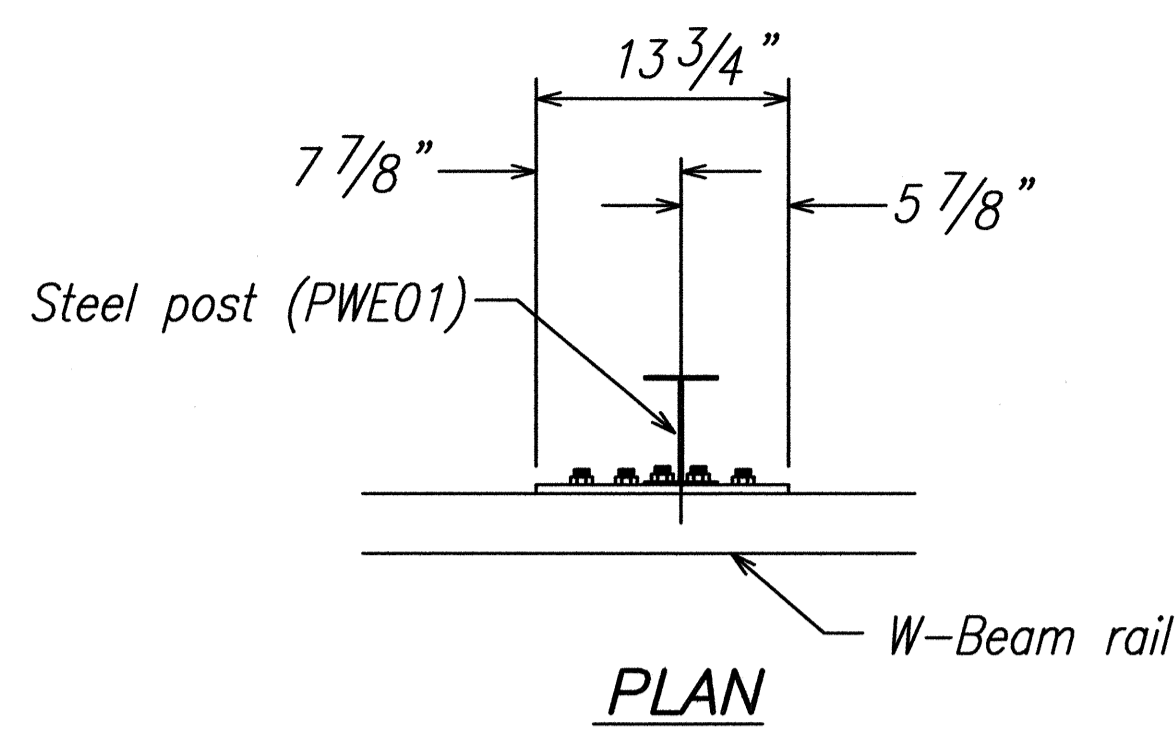 13 3/4"
7 7/8"
5 7/8"
Steel post (PWE01)
W-Beam rail
PLAN